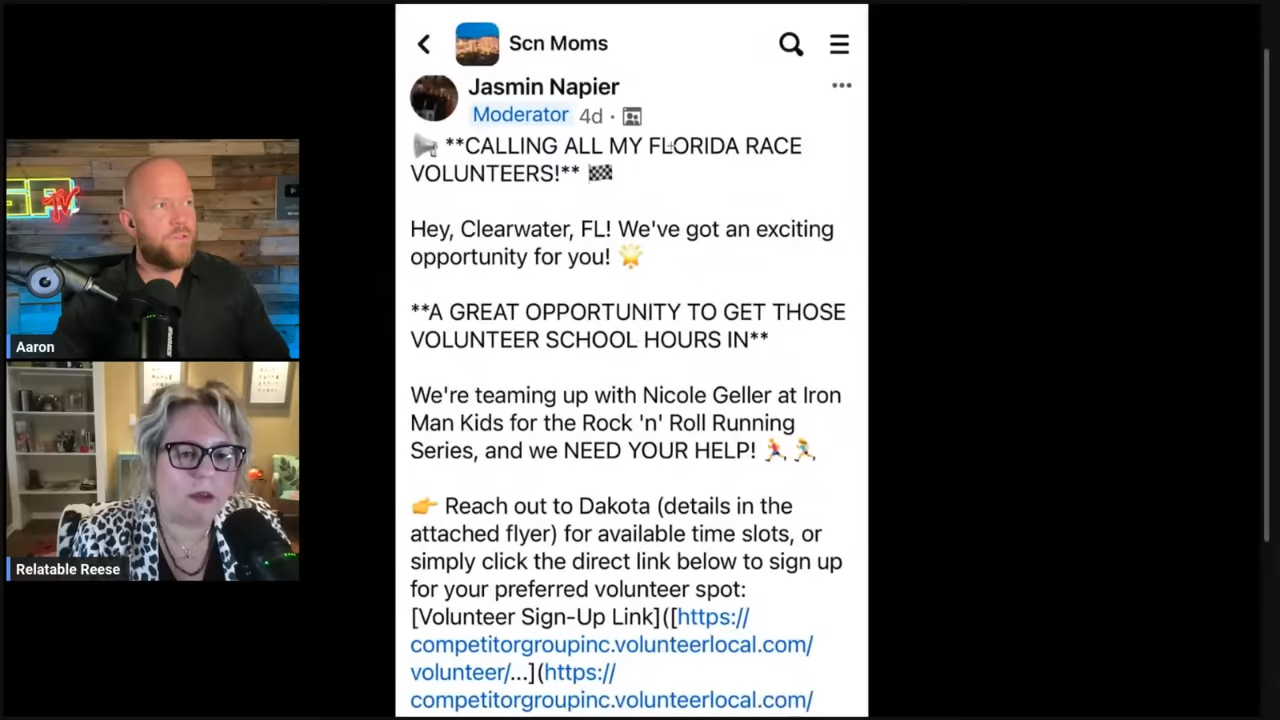 Scn Moms
Jasmin Napier
Moderator 4d ·
**CALLING ALL MY FLORIDA RACE
VOLUNTEERS!**
Hey, Clearwater, FL! We've got an exciting
opportunity for you!
**A GREAT OPPORTUNITY TO GET THOSE
VOLUNTEER SCHOOL HOURS IN**
We're teaming up with Nicole Geller at Iron
Man Kids for the Rock 'n' Roll Running
Series, and we NEED YOUR HELP!
Reach out to Dakota (details in the
attached flyer) for available time slots, or
simply click the direct link below to sign up
for your preferred volunteer spot:
[Volunteer Sign-Up Link]([https://
competitorgroupinc.volunteerlocal.com/
volunteer/...](https://
competitorgroupinc.volunteerlocal.com/
TV
Aaron
Relatable Reese